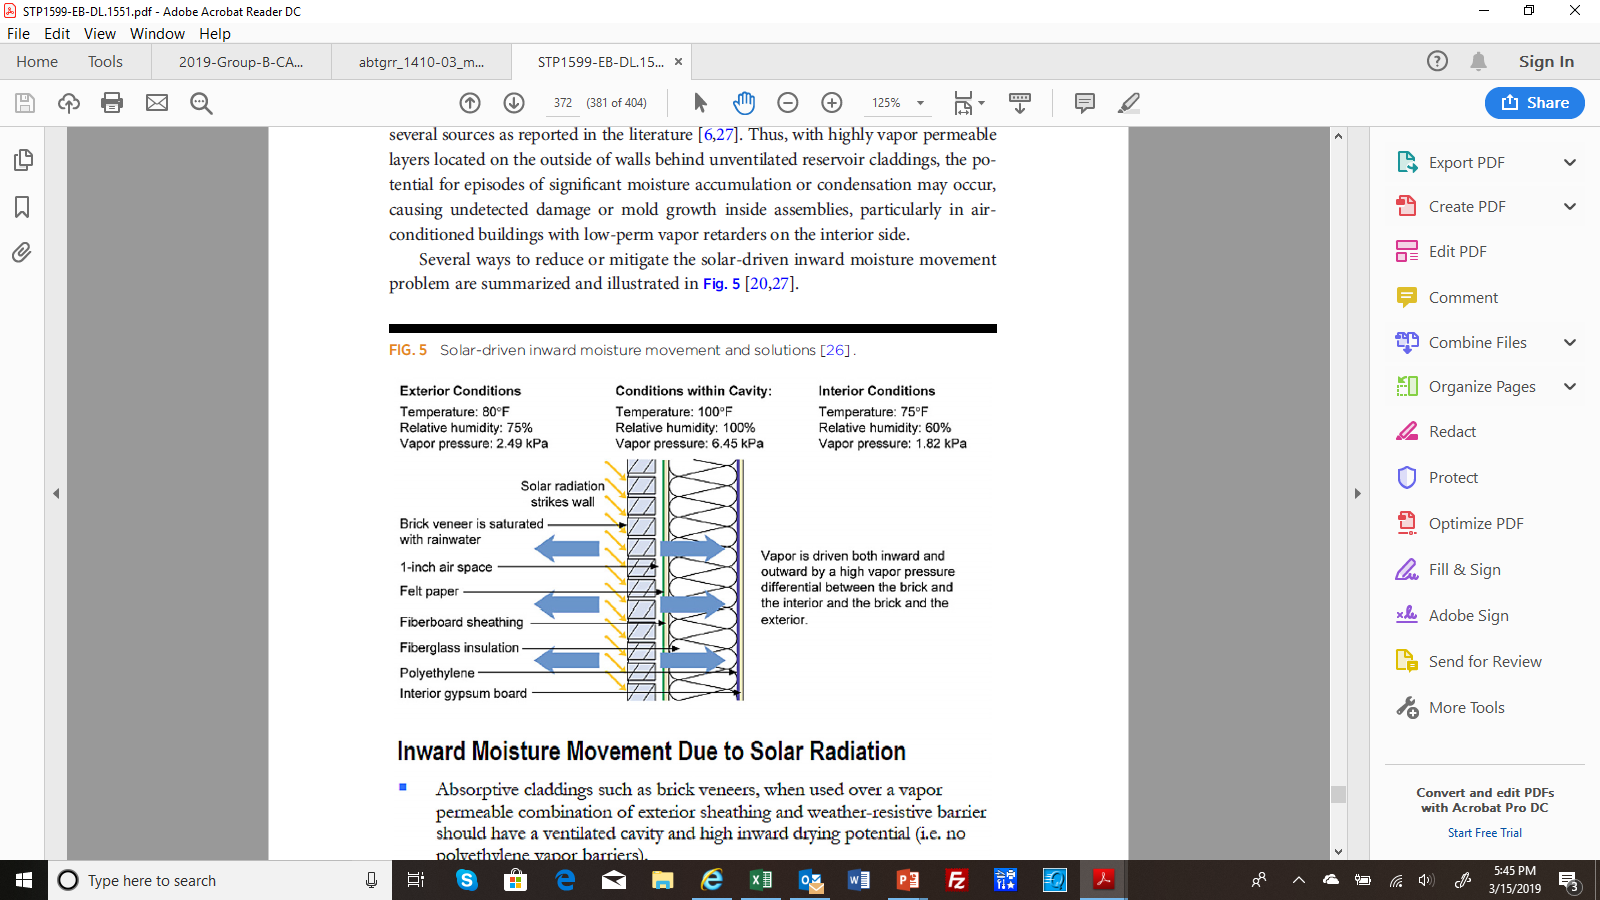 STP1599-EB-DL.1551.pdf - Adobe Acrobat Reader DC
File Edit View Window Help
Home Tools 2019-Group-B-CA... abtgrr_1410-03_m... STP1599-EB-DL.15... × Sign In
372 (381 of 404) 125% Share
several sources as reported in the literature [6,27]. Thus, with highly vapor permeable
layers located on the outside of walls behind unventilated reservoir claddings, the po-
tential for episodes of significant moisture accumulation or condensation may occur,
causing undetected damage or mold growth inside assemblies, particularly in air-
conditioned buildings with low-perm vapor retarders on the interior side.
Several ways to reduce or mitigate the solar-driven inward moisture movement
problem are summarized and illustrated in Fig. 5 [20,27].
FIG. 5 Solar-driven inward moisture movement and solutions [26].
Exterior Conditions
Temperature: 80°F
Relative humidity: 75%
Vapor pressure: 2.49 kPa
Conditions within Cavity:
Temperature: 100°F
Relative humidity: 100%
Vapor pressure: 6.45 kPa
Interior Conditions
Temperature: 75°F
Relative humidity: 60%
Vapor pressure: 1.82 kPa
Solar radiation
strikes wall
Brick veneer is saturated
with rainwater
1-inch air space
Felt paper
Fiberboard sheathing
Fiberglass insulation
Polyethylene
Interior gypsum board
Vapor is driven both inward and
outward by a high vapor pressure
differential between the brick and
the interior and the brick and the
exterior.
Inward Moisture Movement Due to Solar Radiation
Absorptive claddings such as brick veneers, when used over a vapor
permeable combination of exterior sheathing and weather-resistive barrier
should have a ventilated cavity and high inward drying potential (i.e. no
polyethylene vapor barriers).
Export PDF
Create PDF
Edit PDF
Comment
Combine Files
Organize Pages
Redact
Protect
Optimize PDF
Fill & Sign
Adobe Sign
Send for Review
More Tools
Convert and edit PDFs
with Acrobat Pro DC
Start Free Trial
Type here to search
5:45 PM
3/15/2019
3